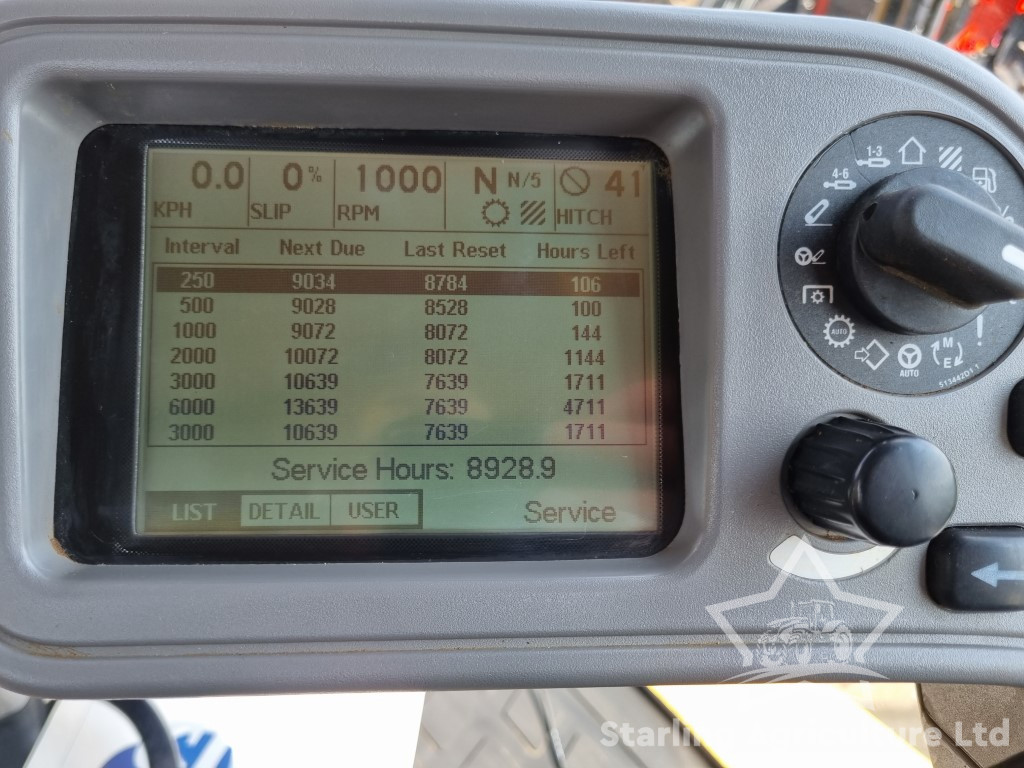 0.0 0% 1000 N N/5 41
KPH SLIP RPM HITCH
Interval Next Due Last Reset Hours Left
250 9034 8784 106
500 9028 8528 100
1000 9072 8072 144
2000 10072 8072 1144
3000 10639 7639 1711
6000 13639 7639 4711
3000 10639 7639 1711
Service Hours: 8928.9
LIST DETAIL USER Service
1-3
4-6
AUTO
AUTO
M
E
!
Ltd